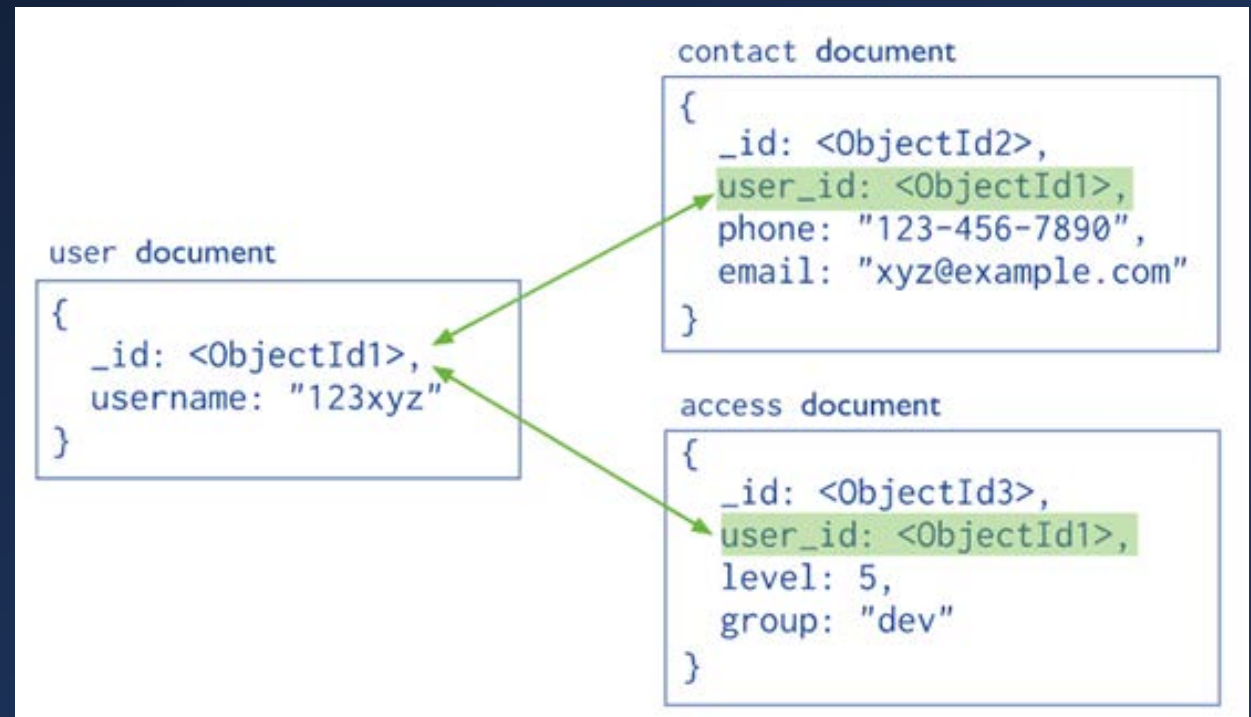 user document
{
_id: <ObjectId1>,
username: "123xyz"
}
contact document
{
_id: <ObjectId2>,
user_id: <ObjectId1>,
phone: "123-456-7890",
email: "xyz@example.com"
}
access document
{
_id: <ObjectId3>,
user_id: <ObjectId1>,
level: 5,
group: "dev"
}